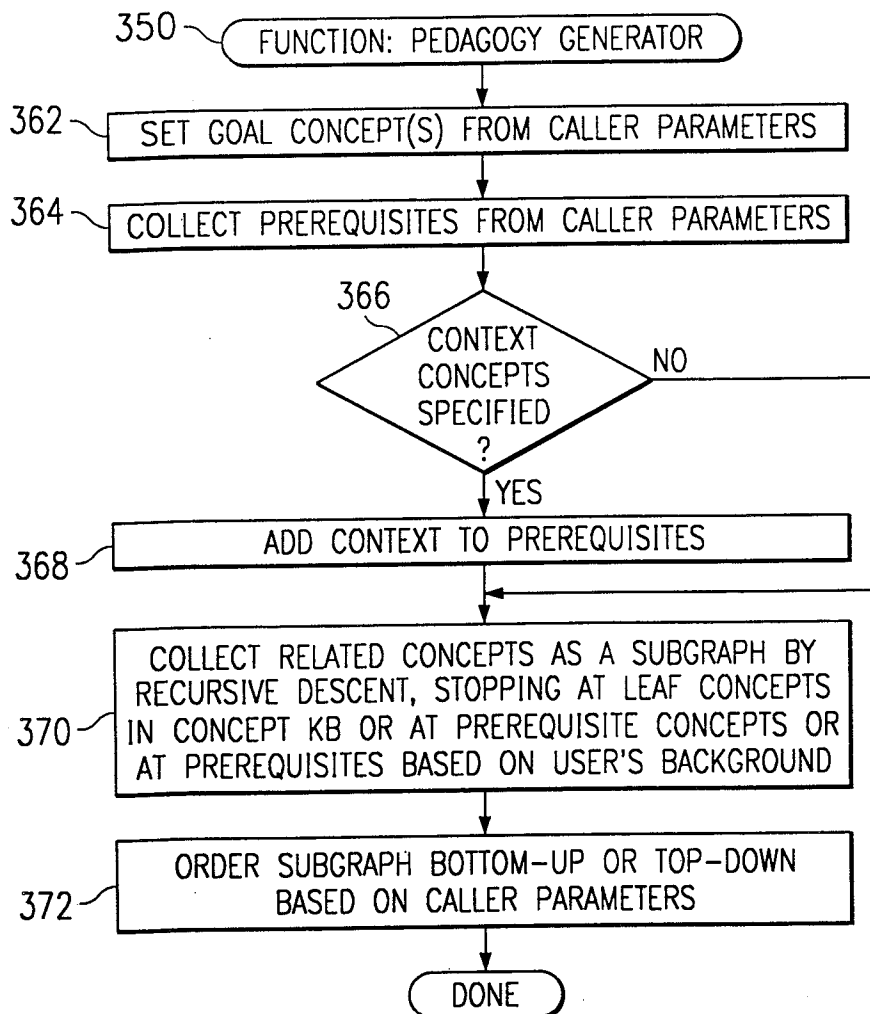 350
FUNCTION: PEDAGOGY GENERATOR
362
SET GOAL CONCEPT(S) FROM CALLER PARAMETERS
364
COLLECT PREREQUISITES FROM CALLER PARAMETERS
366
CONTEXT
CONCEPTS
SPECIFIED
?
NO
YES
368
ADD CONTEXT TO PREREQUISITES
370
COLLECT RELATED CONCEPTS AS A SUBGRAPH BY
RECURSIVE DESCENT, STOPPING AT LEAF CONCEPTS
IN CONCEPT KB OR AT PREREQUISITE CONCEPTS OR
AT PREREQUISITES BASED ON USER'S BACKGROUND
372
ORDER SUBGRAPH BOTTOM-UP OR TOP-DOWN
BASED ON CALLER PARAMETERS
DONE